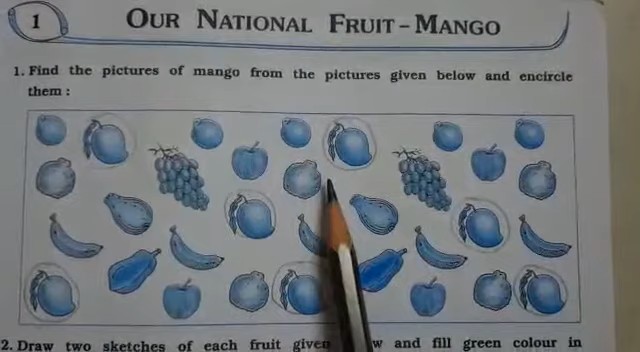 1
OUR NATIONAL FRUIT – MANGO
1. Find the pictures of mango from the pictures given below and encircle
them :
2. Draw two sketches of each fruit given w and fill green colour in